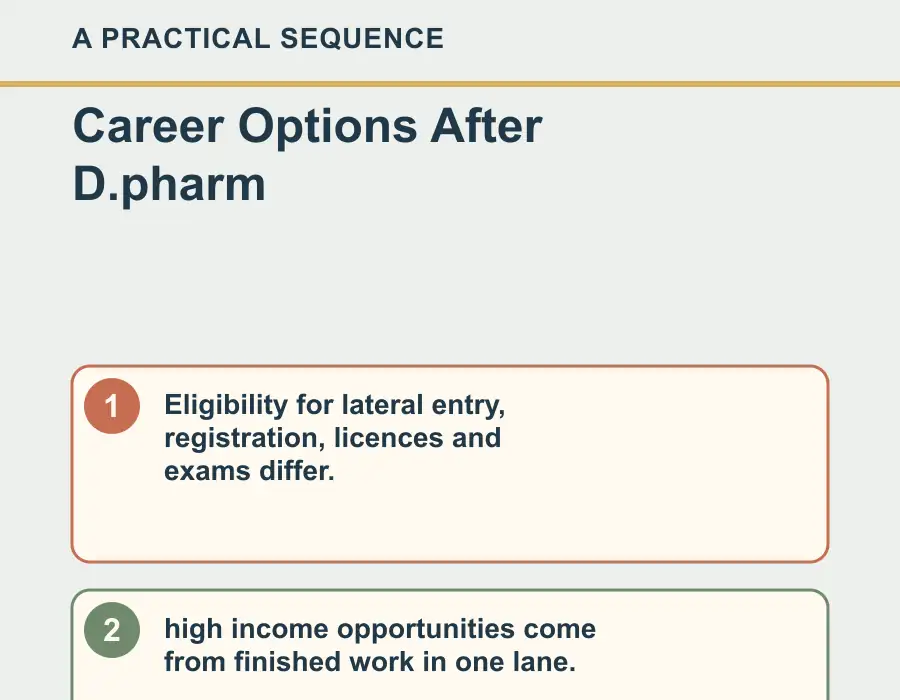 A PRACTICAL SEQUENCE
Career Options After
D.pharm
1
Eligibility for lateral entry,
registration, licences and
exams differ.
2
high income opportunities come
from finished work in one lane.